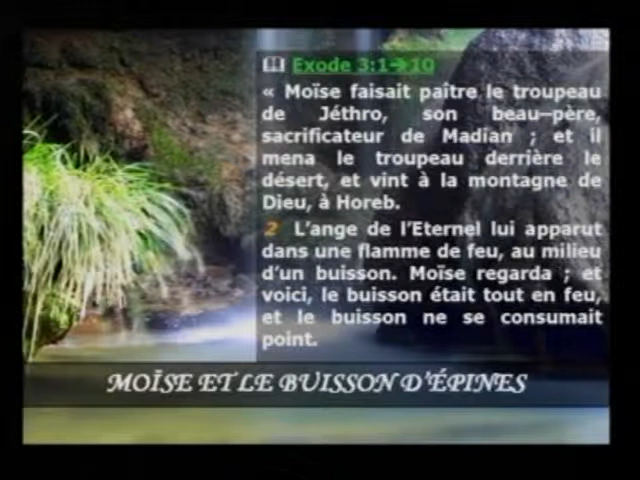 Exode 3:1→10
« Moïse faisait paître le troupeau
de Jéthro, son beau–père,
sacrificateur de Madian ; et il
mena le troupeau derrière le
désert, et vint à la montagne de
Dieu, à Horeb.
2 L'ange de l'Eternel lui apparut
dans une flamme de feu, au milieu
d'un buisson. Moïse regarda ; et
voici, le buisson était tout en feu,
et le buisson ne se consumait
point.
MOÏSE ET LE BUISSON D'ÉPINES